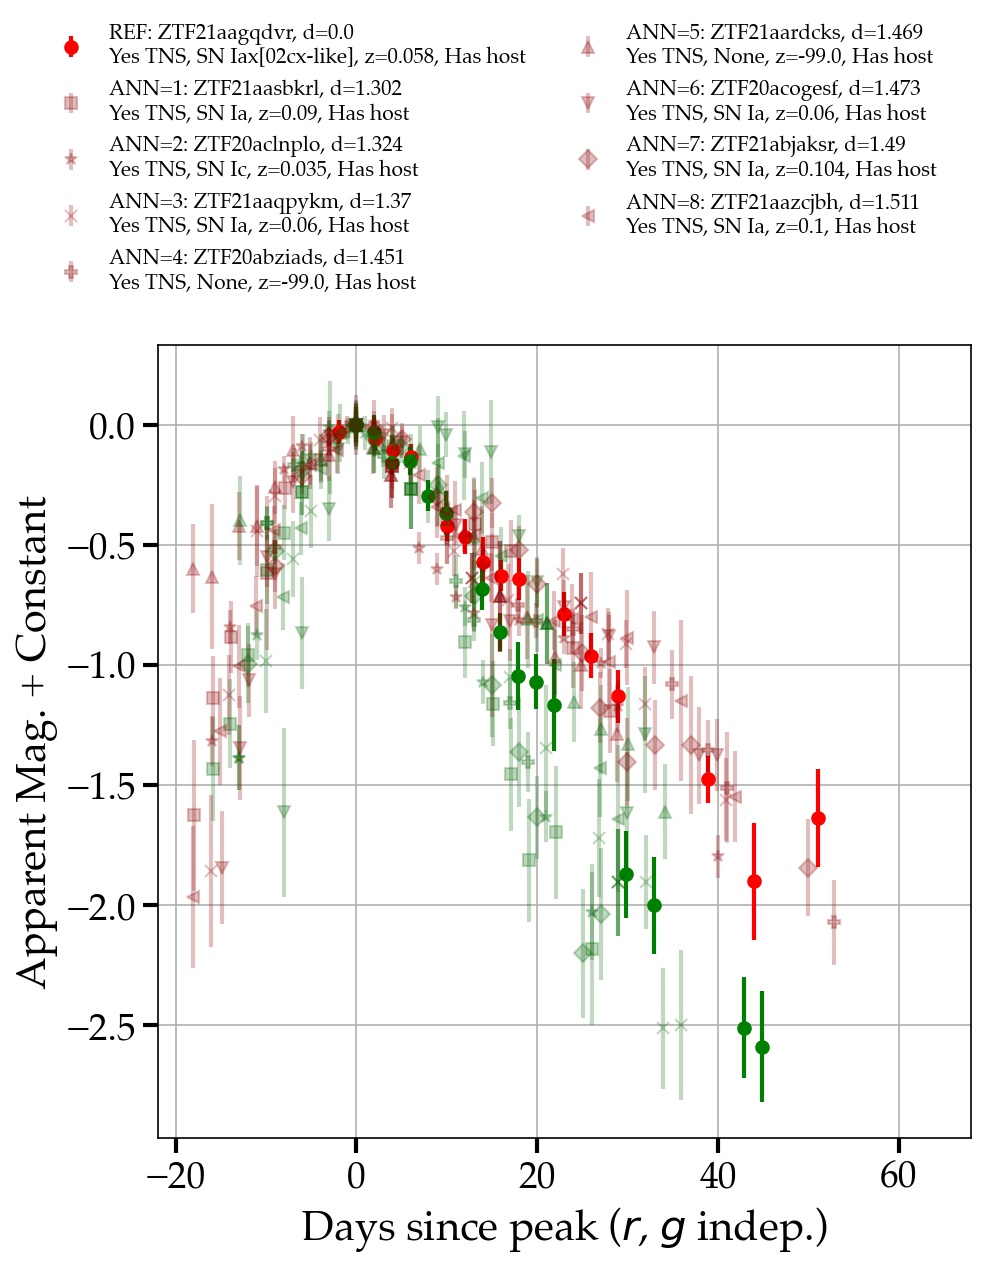 REF: ZTF21aagqdvr, d=0.0
Yes TNS, SN Iax[02cx-like], z=0.058, Has host
ANN=1: ZTF21aasbkrl, d=1.302
Yes TNS, SN Ia, z=0.09, Has host
ANN=2: ZTF20aclnplo, d=1.324
Yes TNS, SN Ic, z=0.035, Has host
ANN=3: ZTF21aaqpykm, d=1.37
Yes TNS, SN Ia, z=0.06, Has host
ANN=4: ZTF20abziads, d=1.451
Yes TNS, None, z=-99.0, Has host
ANN=5: ZTF21aardcks, d=1.469
Yes TNS, None, z=-99.0, Has host
ANN=6: ZTF20acogesf, d=1.473
Yes TNS, SN Ia, z=0.06, Has host
ANN=7: ZTF21abjaksr, d=1.49
Yes TNS, SN Ia, z=0.104, Has host
ANN=8: ZTF21aazcjbh, d=1.511
Yes TNS, SN Ia, z=0.1, Has host
Apparent Mag. + Constant
0.0
−0.5
−1.0
−1.5
−2.0
−2.5
−20
0
20
40
60
Days since peak (r, g indep.)